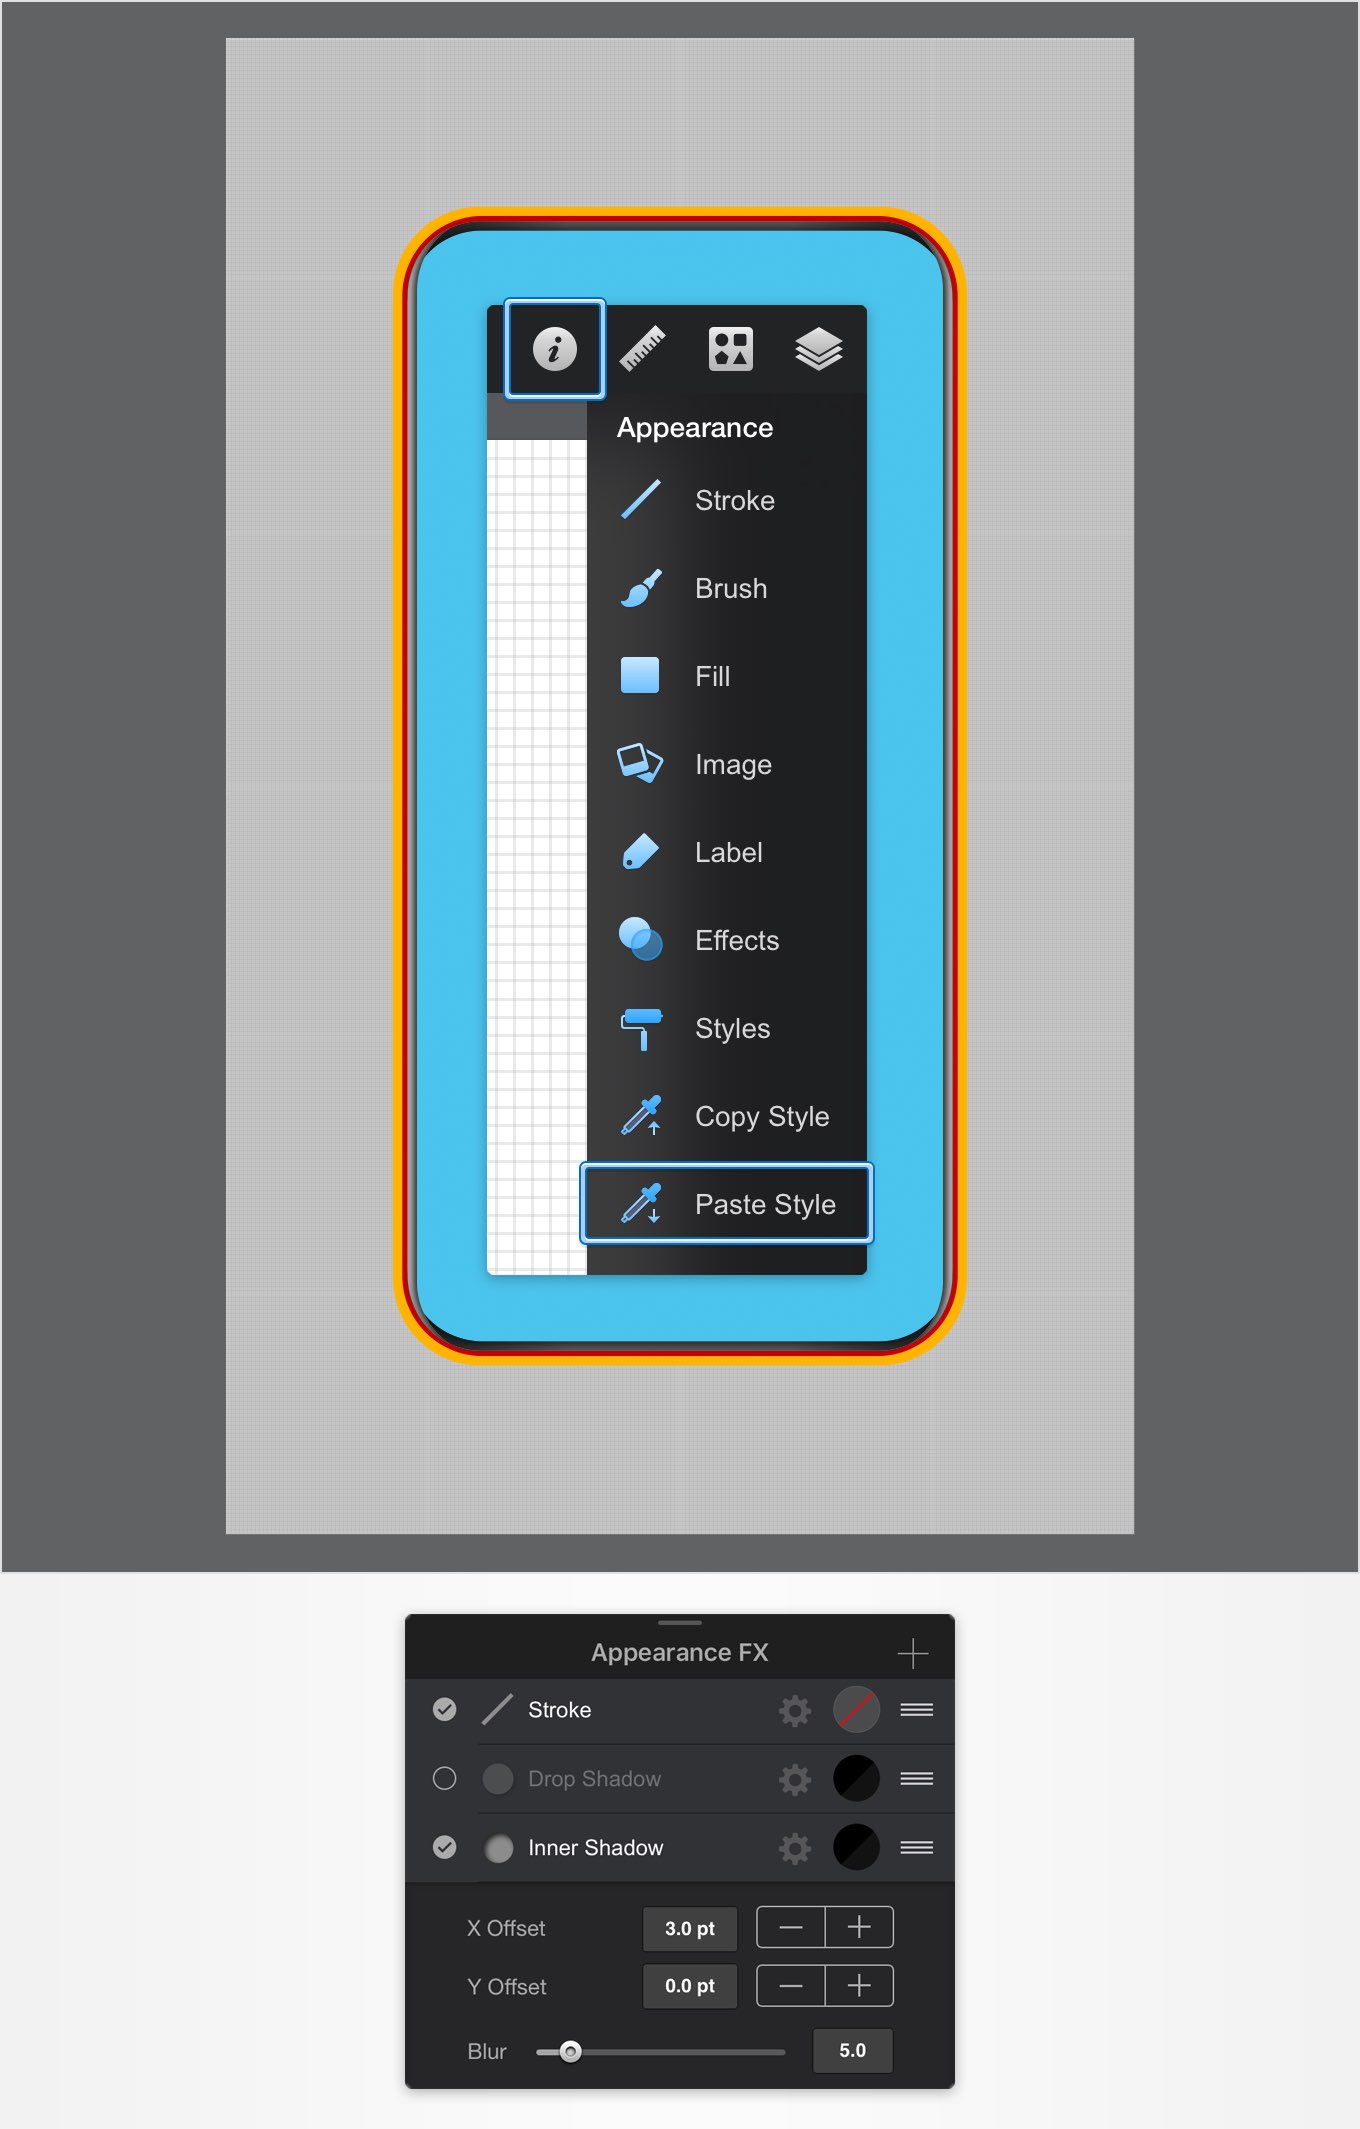 Appearance
Stroke
Brush
Fill
Image
Label
Effects
Styles
Copy Style
Paste Style
Appearance FX
Stroke
Drop Shadow
Inner Shadow
X Offset 3.0 pt
Y Offset 0.0 pt
Blur 5.0